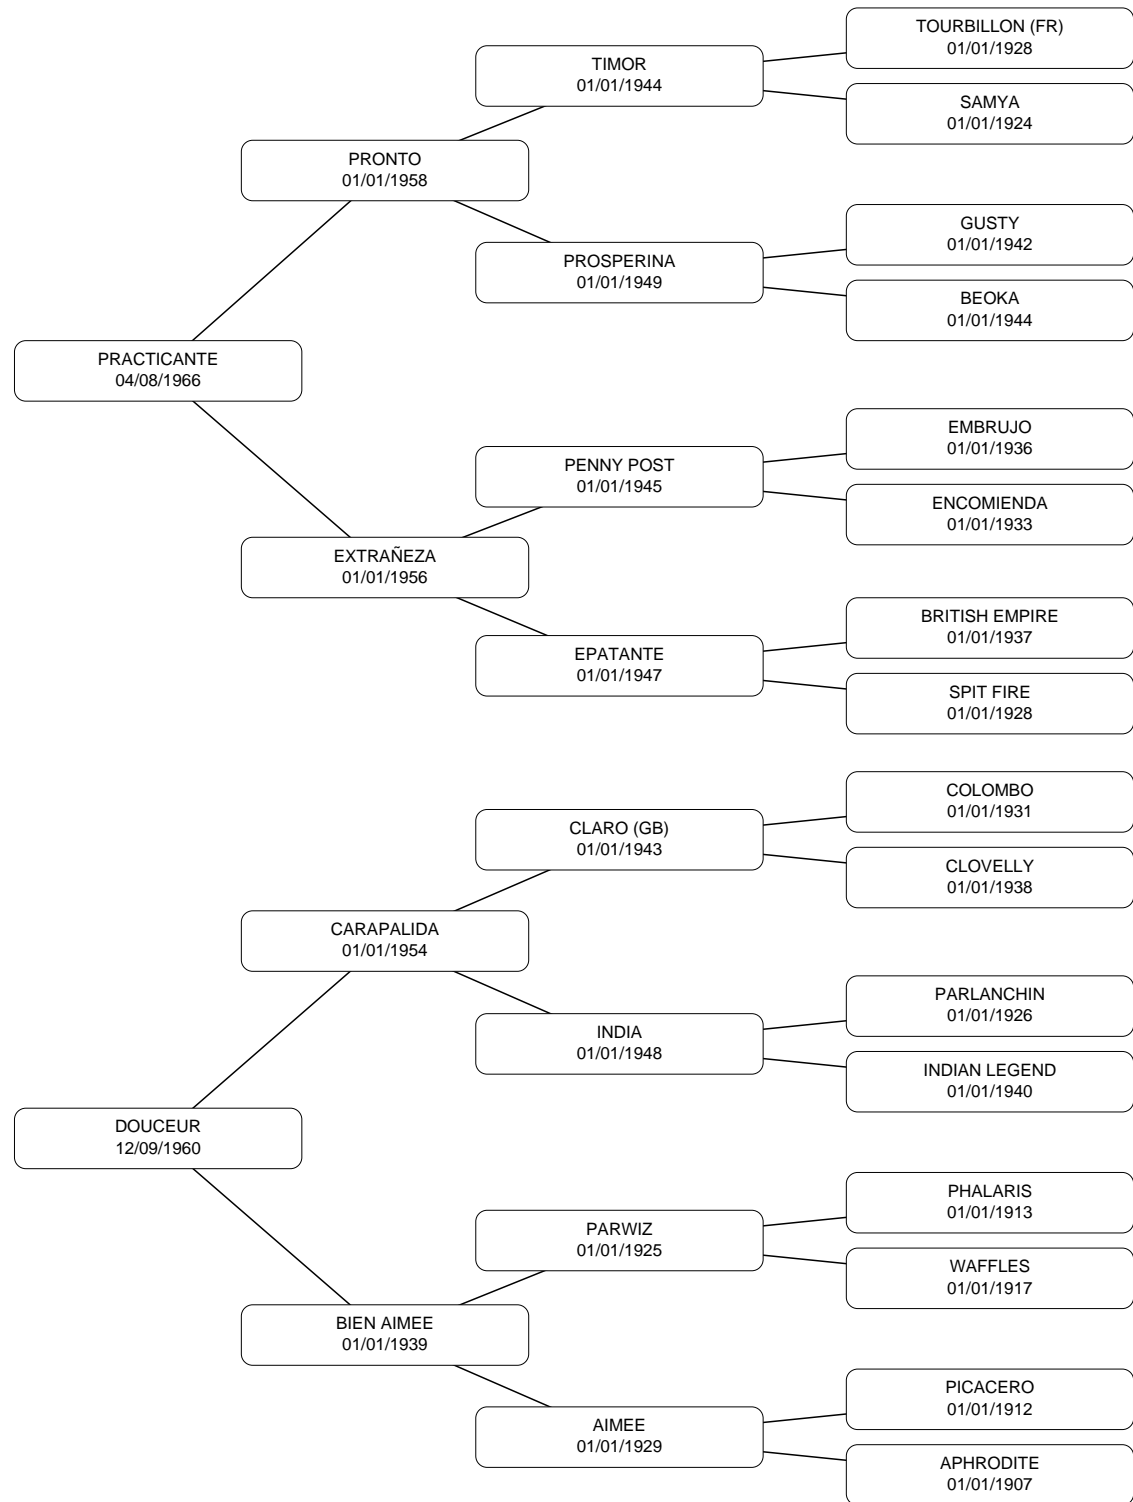 TOURBILLON (FR)
01/01/1928
TIMOR
01/01/1944
SAMYA
01/01/1924
PRONTO
01/01/1958
GUSTY
01/01/1942
PROSPERINA
01/01/1949
BEOKA
01/01/1944
PRACTICANTE
04/08/1966
EMBRUJO
01/01/1936
PENNY POST
01/01/1945
ENCOMIENDA
01/01/1933
EXTRAÑEZA
01/01/1956
BRITISH EMPIRE
01/01/1937
EPATANTE
01/01/1947
SPIT FIRE
01/01/1928
COLOMBO
01/01/1931
CLARO (GB)
01/01/1943
CLOVELLY
01/01/1938
CARAPALIDA
01/01/1954
PARLANCHIN
01/01/1926
INDIA
01/01/1948
INDIAN LEGEND
01/01/1940
DOUCEUR
12/09/1960
PHALARIS
01/01/1913
PARWIZ
01/01/1925
WAFFLES
01/01/1917
BIEN AIMEE
01/01/1939
PICACERO
01/01/1912
AIMEE
01/01/1929
APHRODITE
01/01/1907